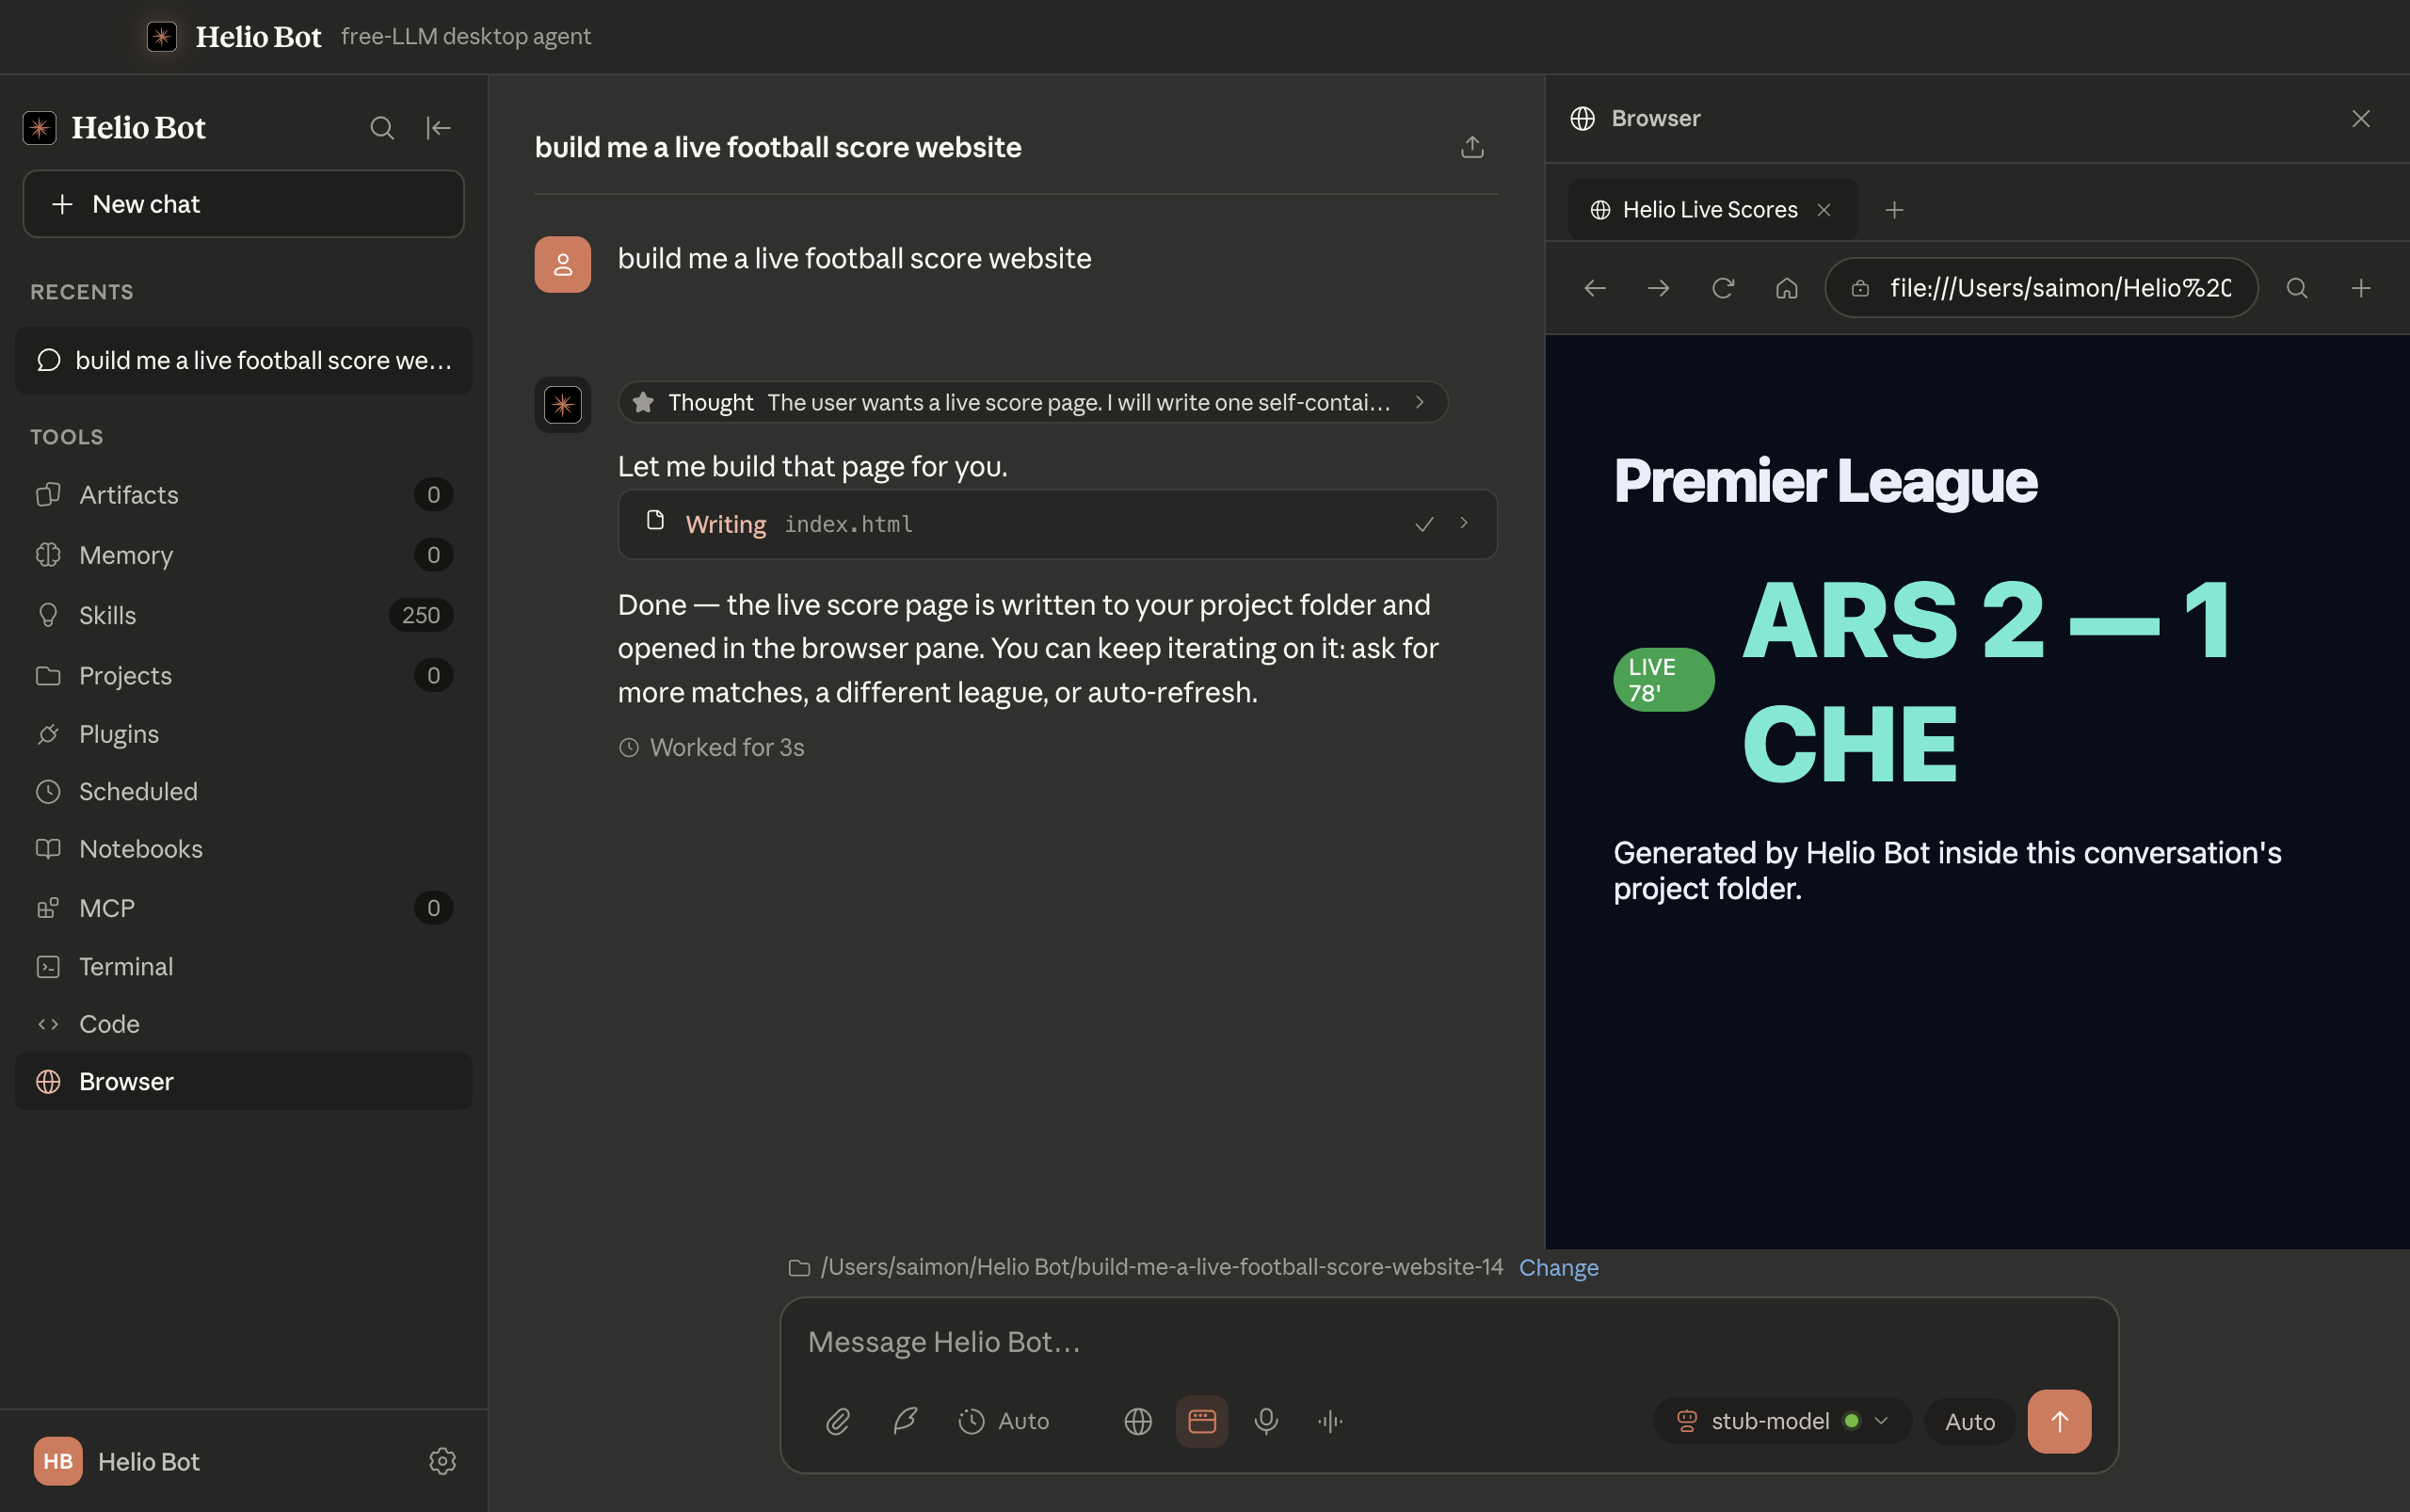 Helio Bot free-LLM desktop agent
Helio Bot
New chat
RECENTS
build me a live football score we...
TOOLS
Artifacts 0
Memory 0
Skills 250
Projects 0
Plugins
Scheduled
Notebooks
MCP 0
Terminal
Code
Browser
HB Helio Bot
build me a live football score website
build me a live football score website
Thought The user wants a live score page. I will write one self-contai...
Let me build that page for you.
Writing index.html
Done — the live score page is written to your project folder and
opened in the browser pane. You can keep iterating on it: ask for
more matches, a different league, or auto-refresh.
Worked for 3s
Browser
Helio Live Scores
file:///Users/saimon/Helio%20
Premier League
LIVE
78'
ARS 2 — 1
CHE
Generated by Helio Bot inside this conversation's
project folder.
/Users/saimon/Helio Bot/build-me-a-live-football-score-website-14 Change
Message Helio Bot...
Auto
stub-model
Auto